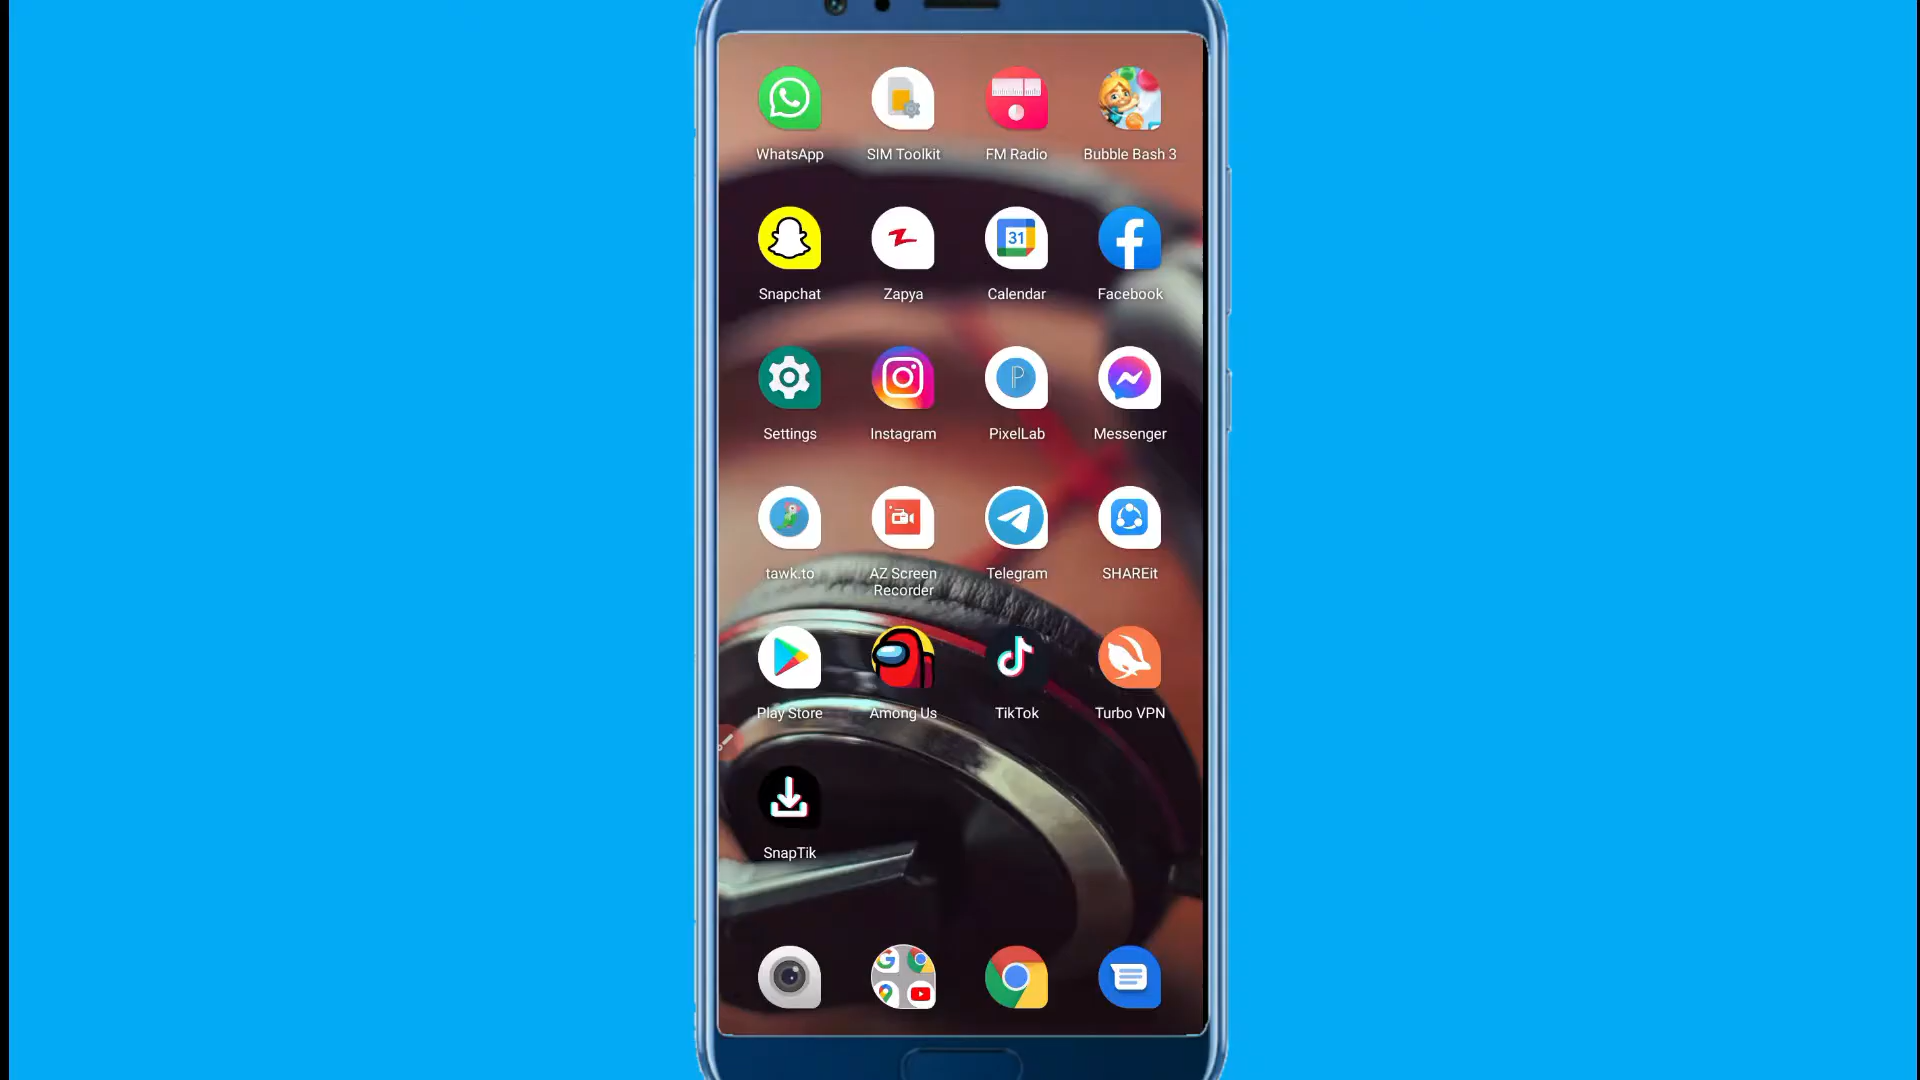 WhatsApp
SIM Toolkit
FM Radio
Bubble Bash 3
Snapchat
Zapya
31
Calendar
Facebook
Settings
Instagram
P
PixelLab
Messenger
tawk.to
AZ Screen
Recorder
Telegram
SHAREit
Play Store
Among Us
TikTok
Turbo VPN
SnapTik